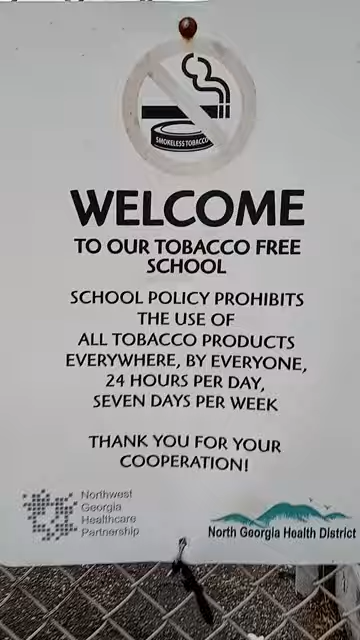 SMOKELESS TOBACCO
WELCOME
TO OUR TOBACCO FREE
SCHOOL
SCHOOL POLICY PROHIBITS
THE USE OF
ALL TOBACCO PRODUCTS
EVERYWHERE, BY EVERYONE,
24 HOURS PER DAY,
SEVEN DAYS PER WEEK
THANK YOU FOR YOUR
COOPERATION!
Northwest
Georgia
Healthcare
Partnership
North Georgia Health District